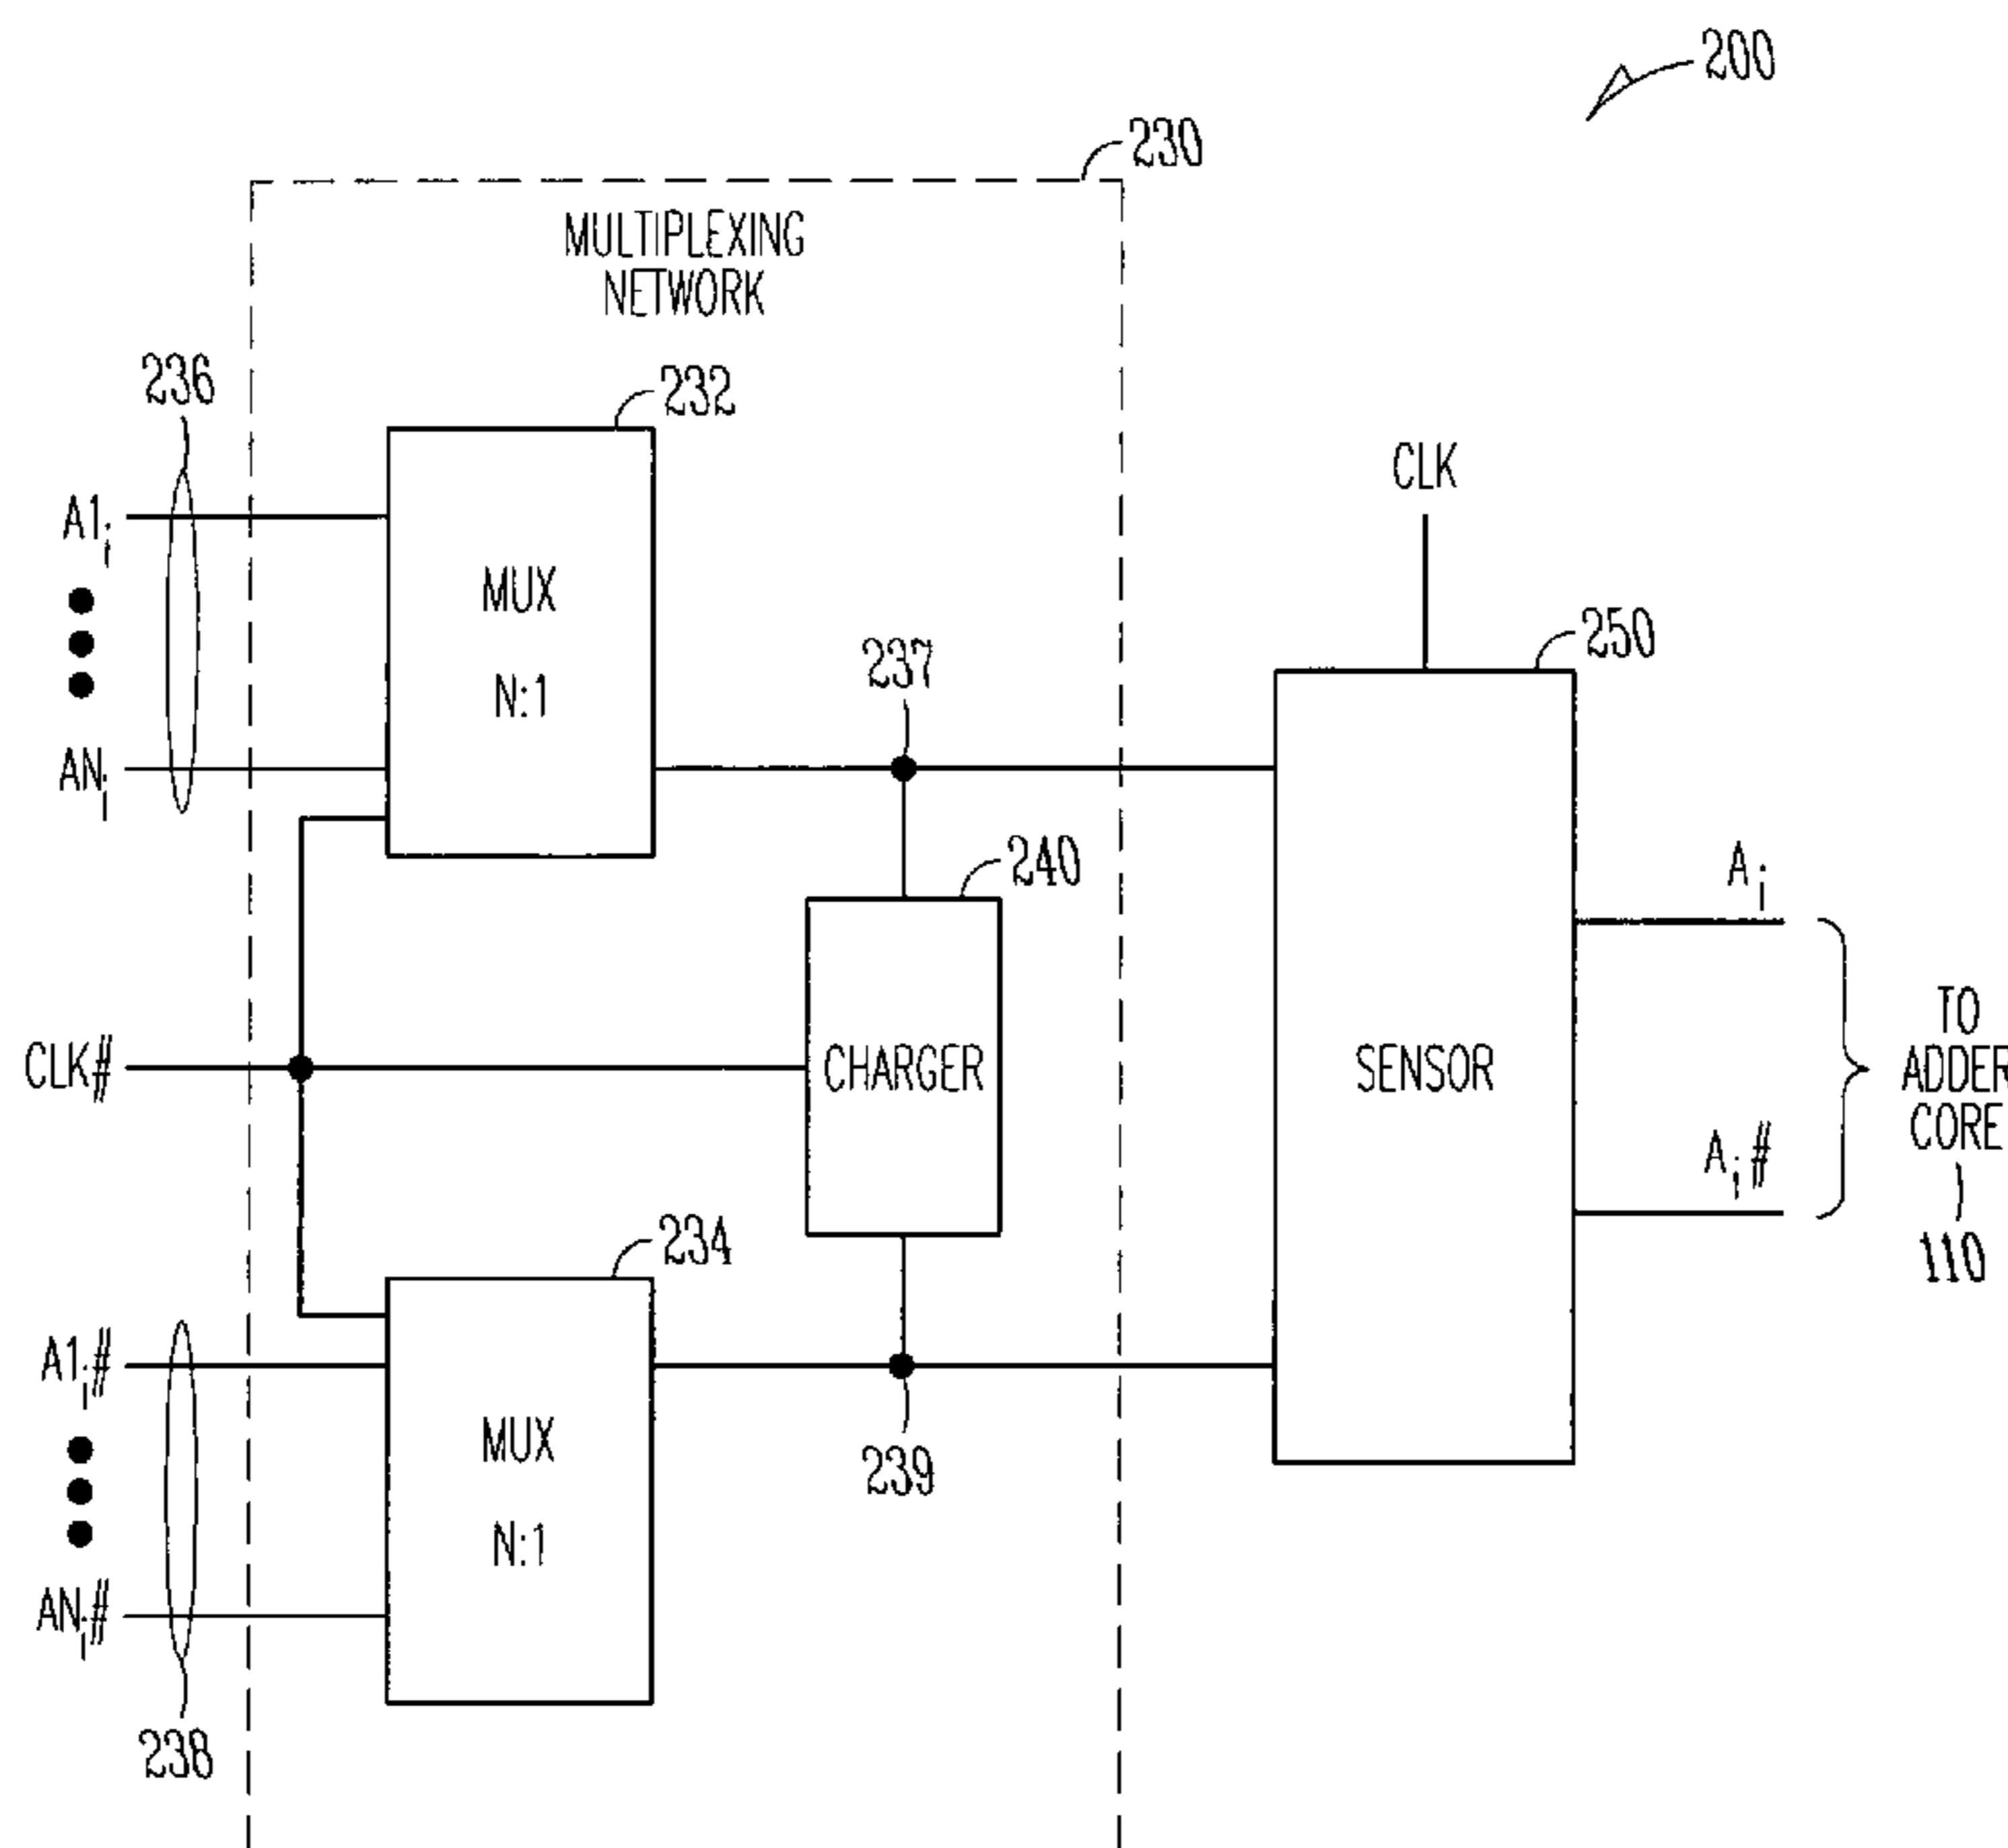 200
230
MULTIPLEXING
NETWORK
236
232
CLK
A1i
MUX
250
237
N:1
ANi
240
Ai
TO
CLK#
CHARGER
SENSOR
ADDER
CORE
Ai#
234
110
A1i#
MUX
239
N:1
ANi#
238